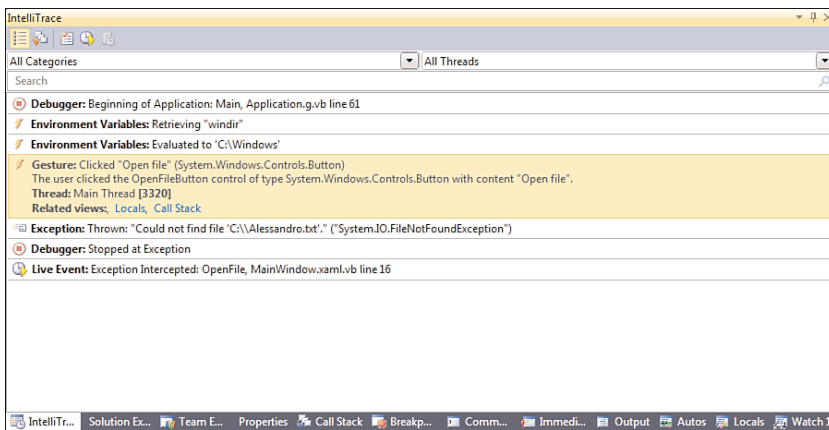 IntelliTrace
All Categories
All Threads
Search
Debugger: Beginning of Application: Main, Application.g.vb line 61
Environment Variables: Retrieving "windir"
Environment Variables: Evaluated to 'C:\Windows'
Gesture: Clicked "Open file" (System.Windows.Controls.Button)
The user clicked the OpenFileButton control of type System.Windows.Controls.Button with content "Open file".
Thread: Main Thread [3320]
Related views:, Locals, Call Stack
Exception: Thrown: "Could not find file 'C:\\Alessandro.txt'." ("System.IO.FileNotFoundException")
Debugger: Stopped at Exception
Live Event: Exception Intercepted: OpenFile, MainWindow.xaml.vb line 16
IntelliTr... Solution Ex... Team E... Properties Call Stack Breakp... Comm... Immedi... Output Autos Locals Watch